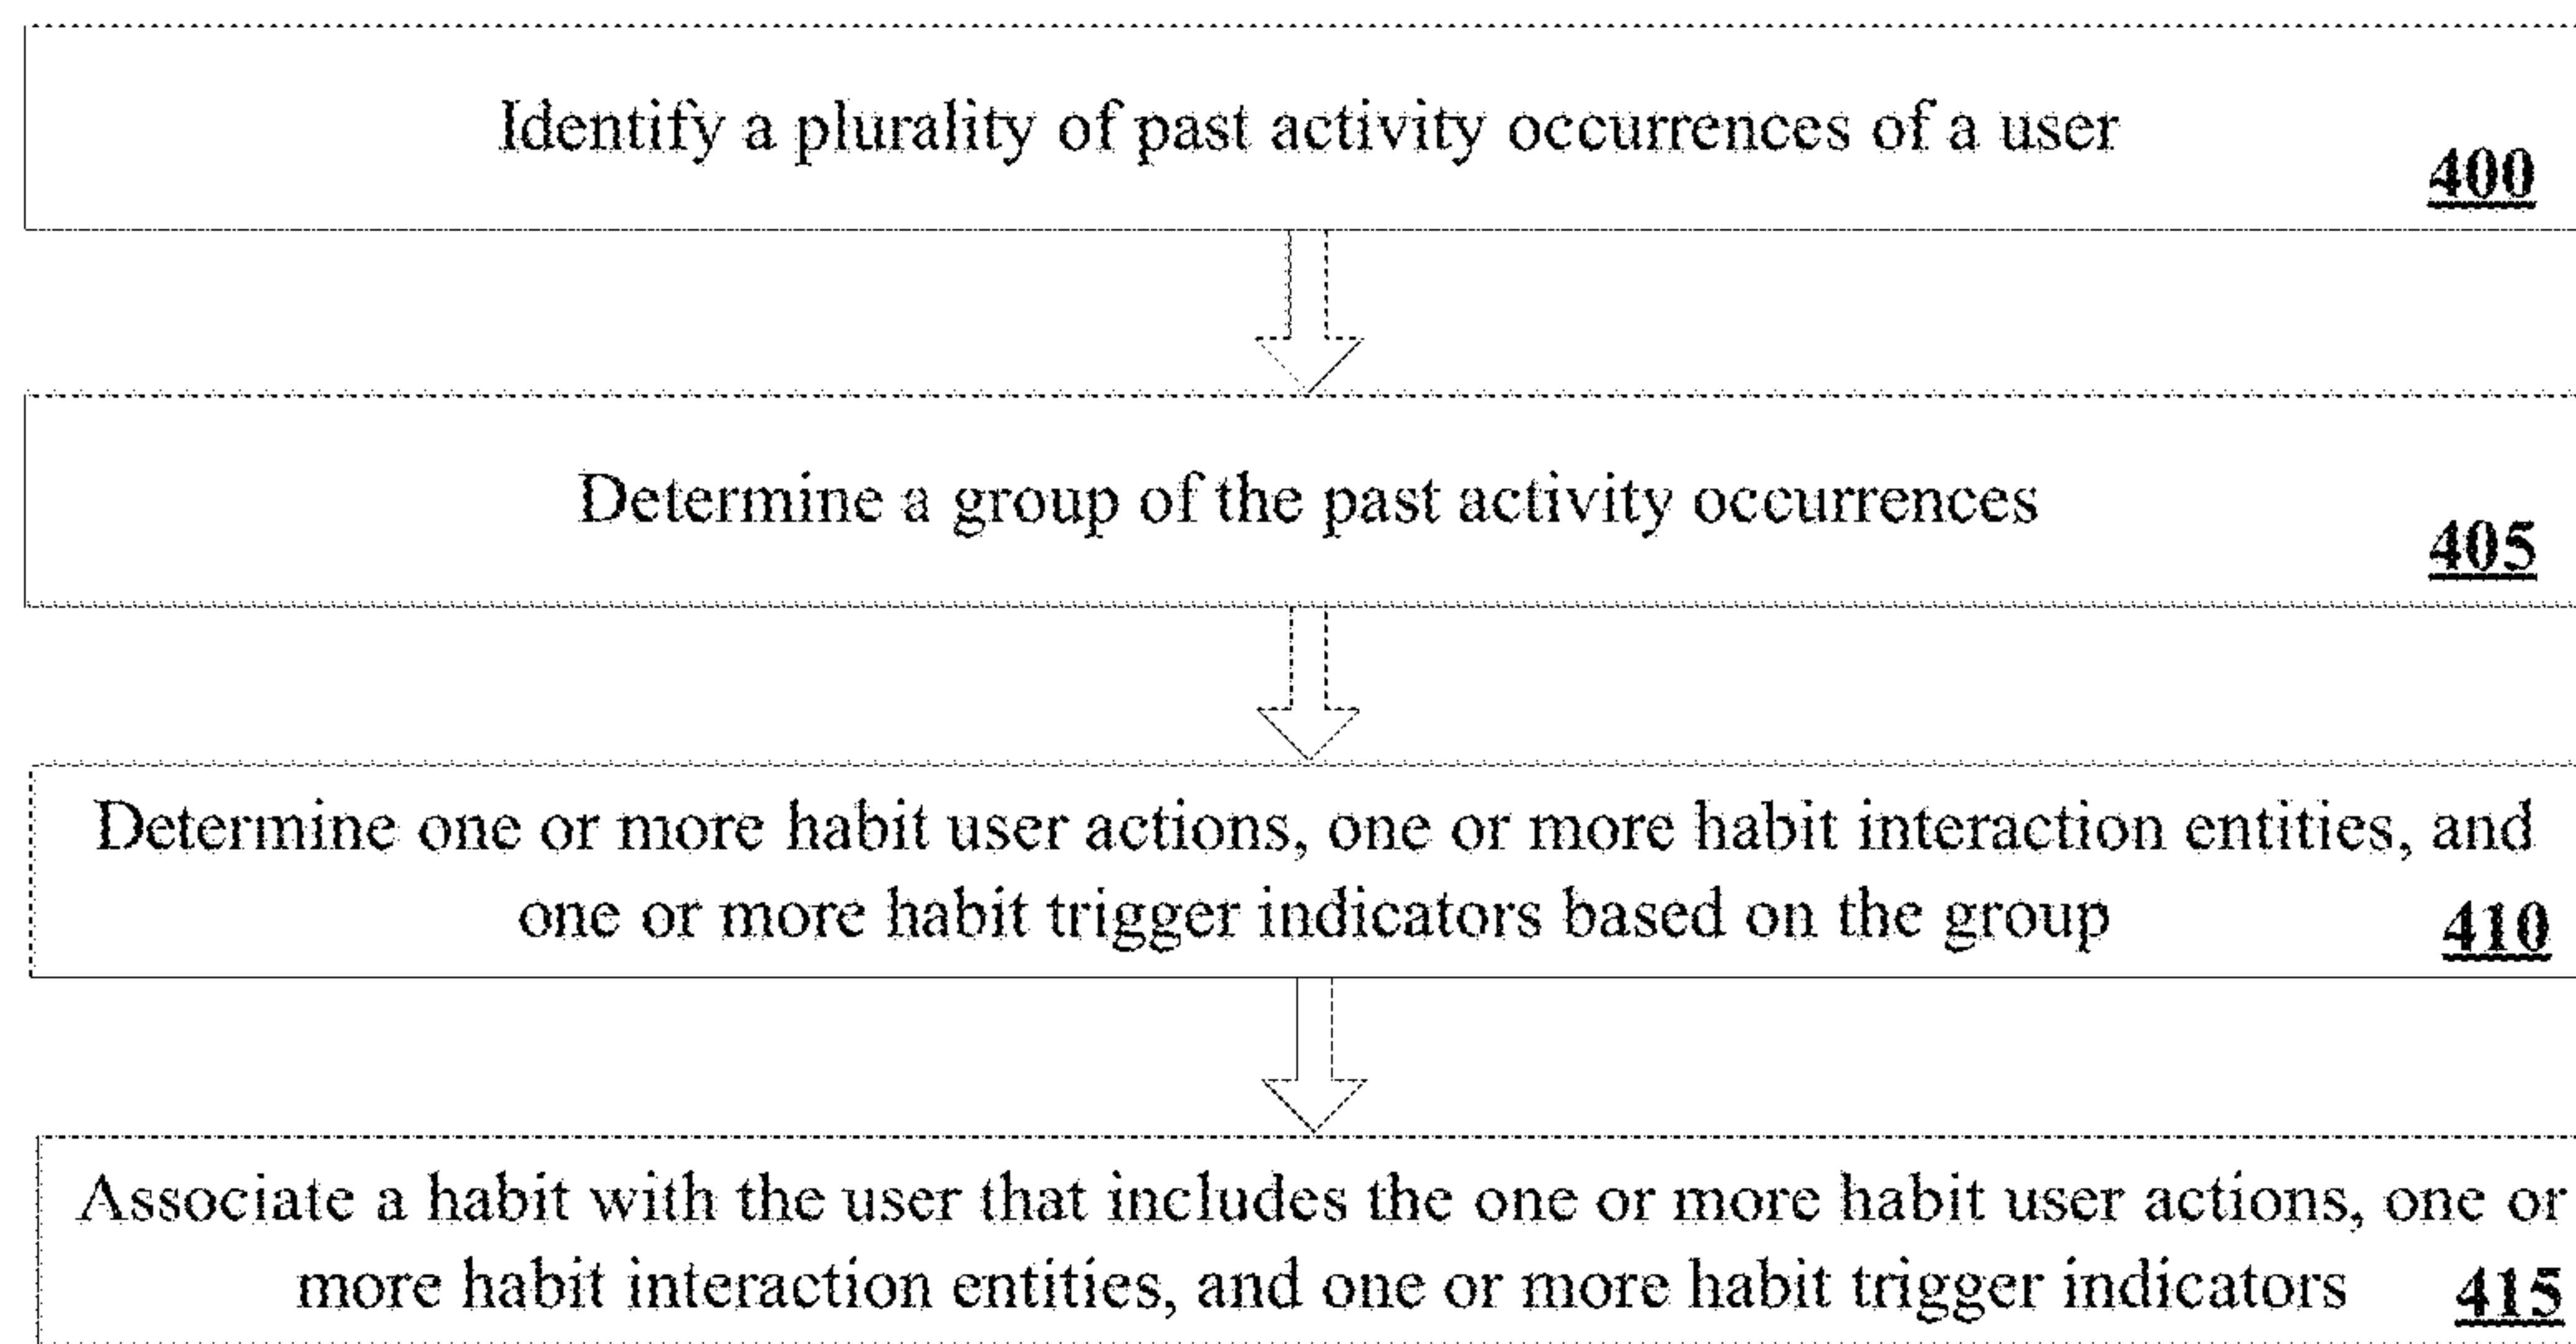 Identify a plurality of past activity occurrences of a user
400
Determine a group of the past activity occurrences
405
Determine one or more habit user actions, one or more habit interaction entities, and
one or more habit trigger indicators based on the group 410
Associate a habit with the user that includes the one or more habit user actions, one or
more habit interaction entities, and one or more habit trigger indicators 415